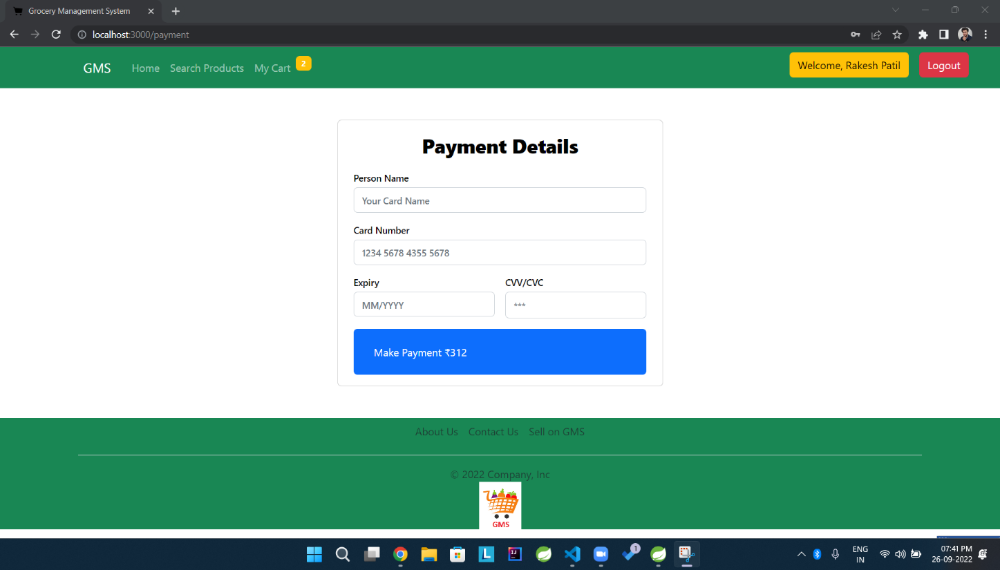 Grocery Management System
localhost:3000/payment
GMS Home Search Products My Cart 2 Welcome, Rakesh Patil Logout
Payment Details
Person Name
Your Card Name
Card Number
1234 5678 4355 5678
Expiry CVV/CVC
MM/YYYY ***
Make Payment ₹312
About Us Contact Us Sell on GMS
© 2022 Company, Inc
GMS
L IJ 1 ENG 07:41 PM
IN 26-09-2022